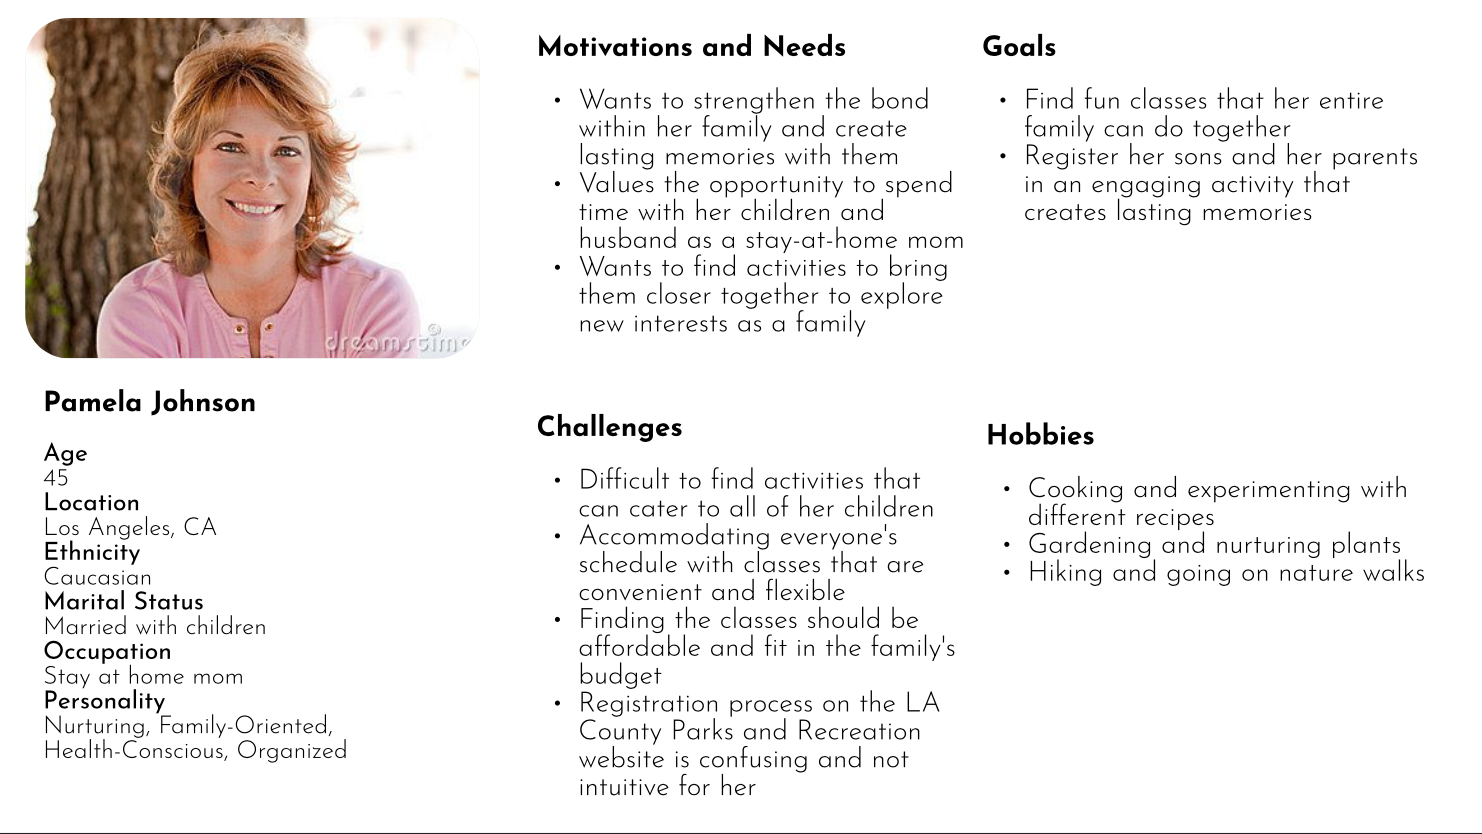 dreamstime
Pamela Johnson
Age
45
Location
Los Angeles, CA
Ethnicity
Caucasian
Marital Status
Married with children
Occupation
Stay at home mom
Personality
Nurturing, Family-Oriented,
Health-Conscious, Organized
Motivations and Needs
• Wants to strengthen the bond
within her family and create
lasting memories with them
• Values the opportunity to spend
time with her children and
husband as a stay-at-home mom
• Wants to find activities to bring
them closer together to explore
new interests as a family
Challenges
• Difficult to find activities that
can cater to all of her children
• Accommodating everyone's
schedule with classes that are
convenient and flexible
• Finding the classes should be
affordable and fit in the family's
budget
• Registration process on the LA
County Parks and Recreation
website is confusing and not
intuitive for her
Goals
• Find fun classes that her entire
family can do together
• Register her sons and her parents
in an engaging activity that
creates lasting memories
Hobbies
• Cooking and experimenting with
different recipes
• Gardening and nurturing plants
• Hiking and going on nature walks